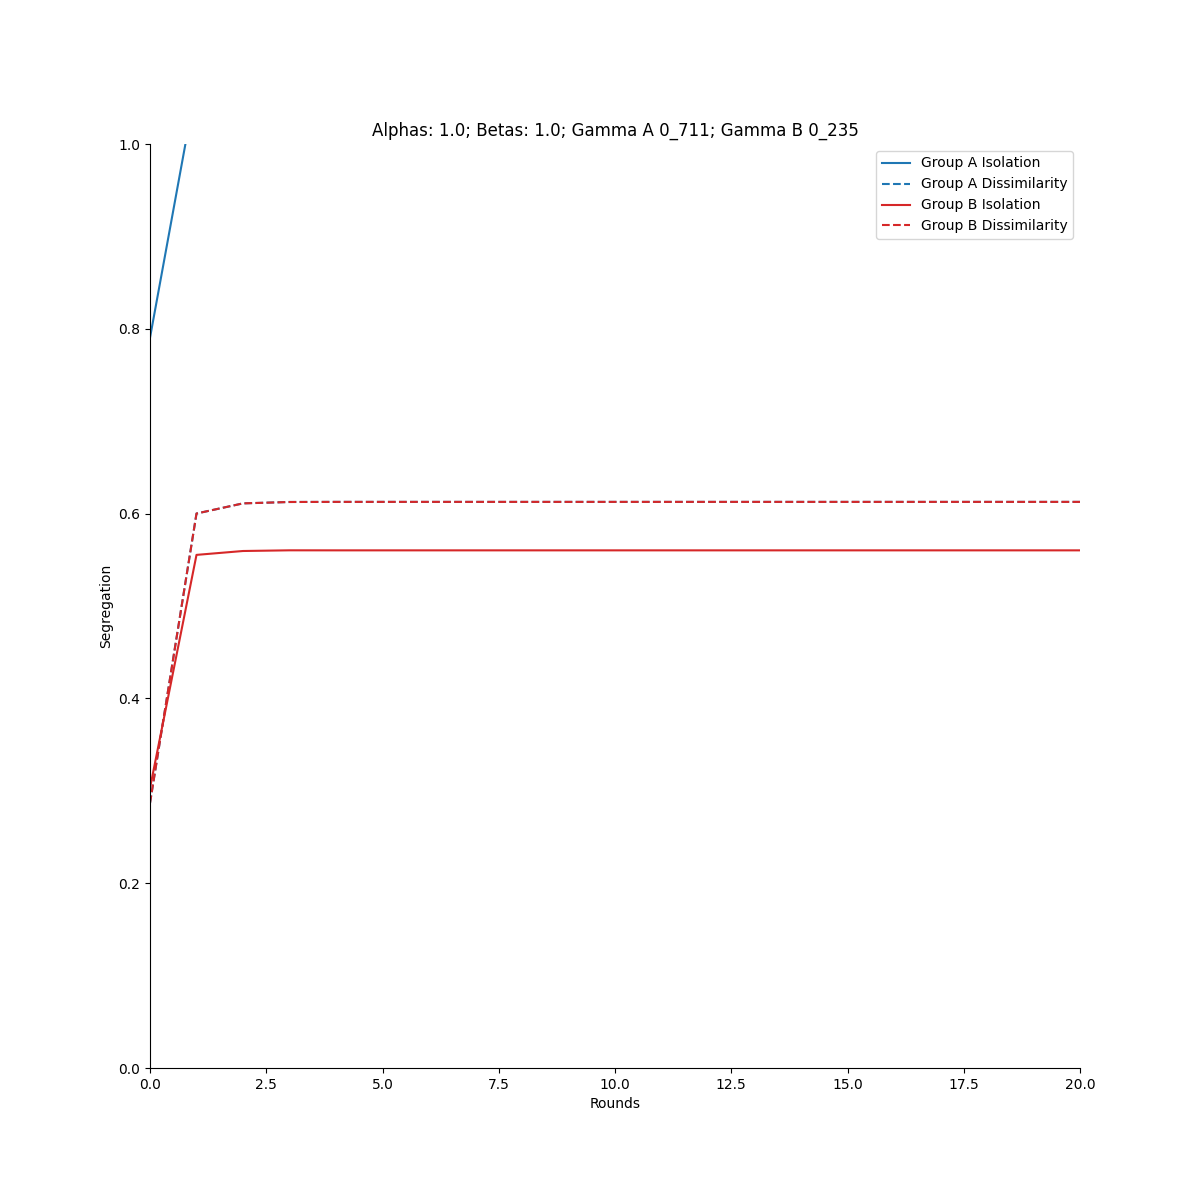 Alphas: 1.0; Betas: 1.0; Gamma A 0_711; Gamma B 0_235
Group A Isolation
Group A Dissimilarity
Group B Isolation
Group B Dissimilarity
1.0
0.8
0.6
0.4
0.2
0.0
Segregation
0.0 2.5 5.0 7.5 10.0 12.5 15.0 17.5 20.0
Rounds